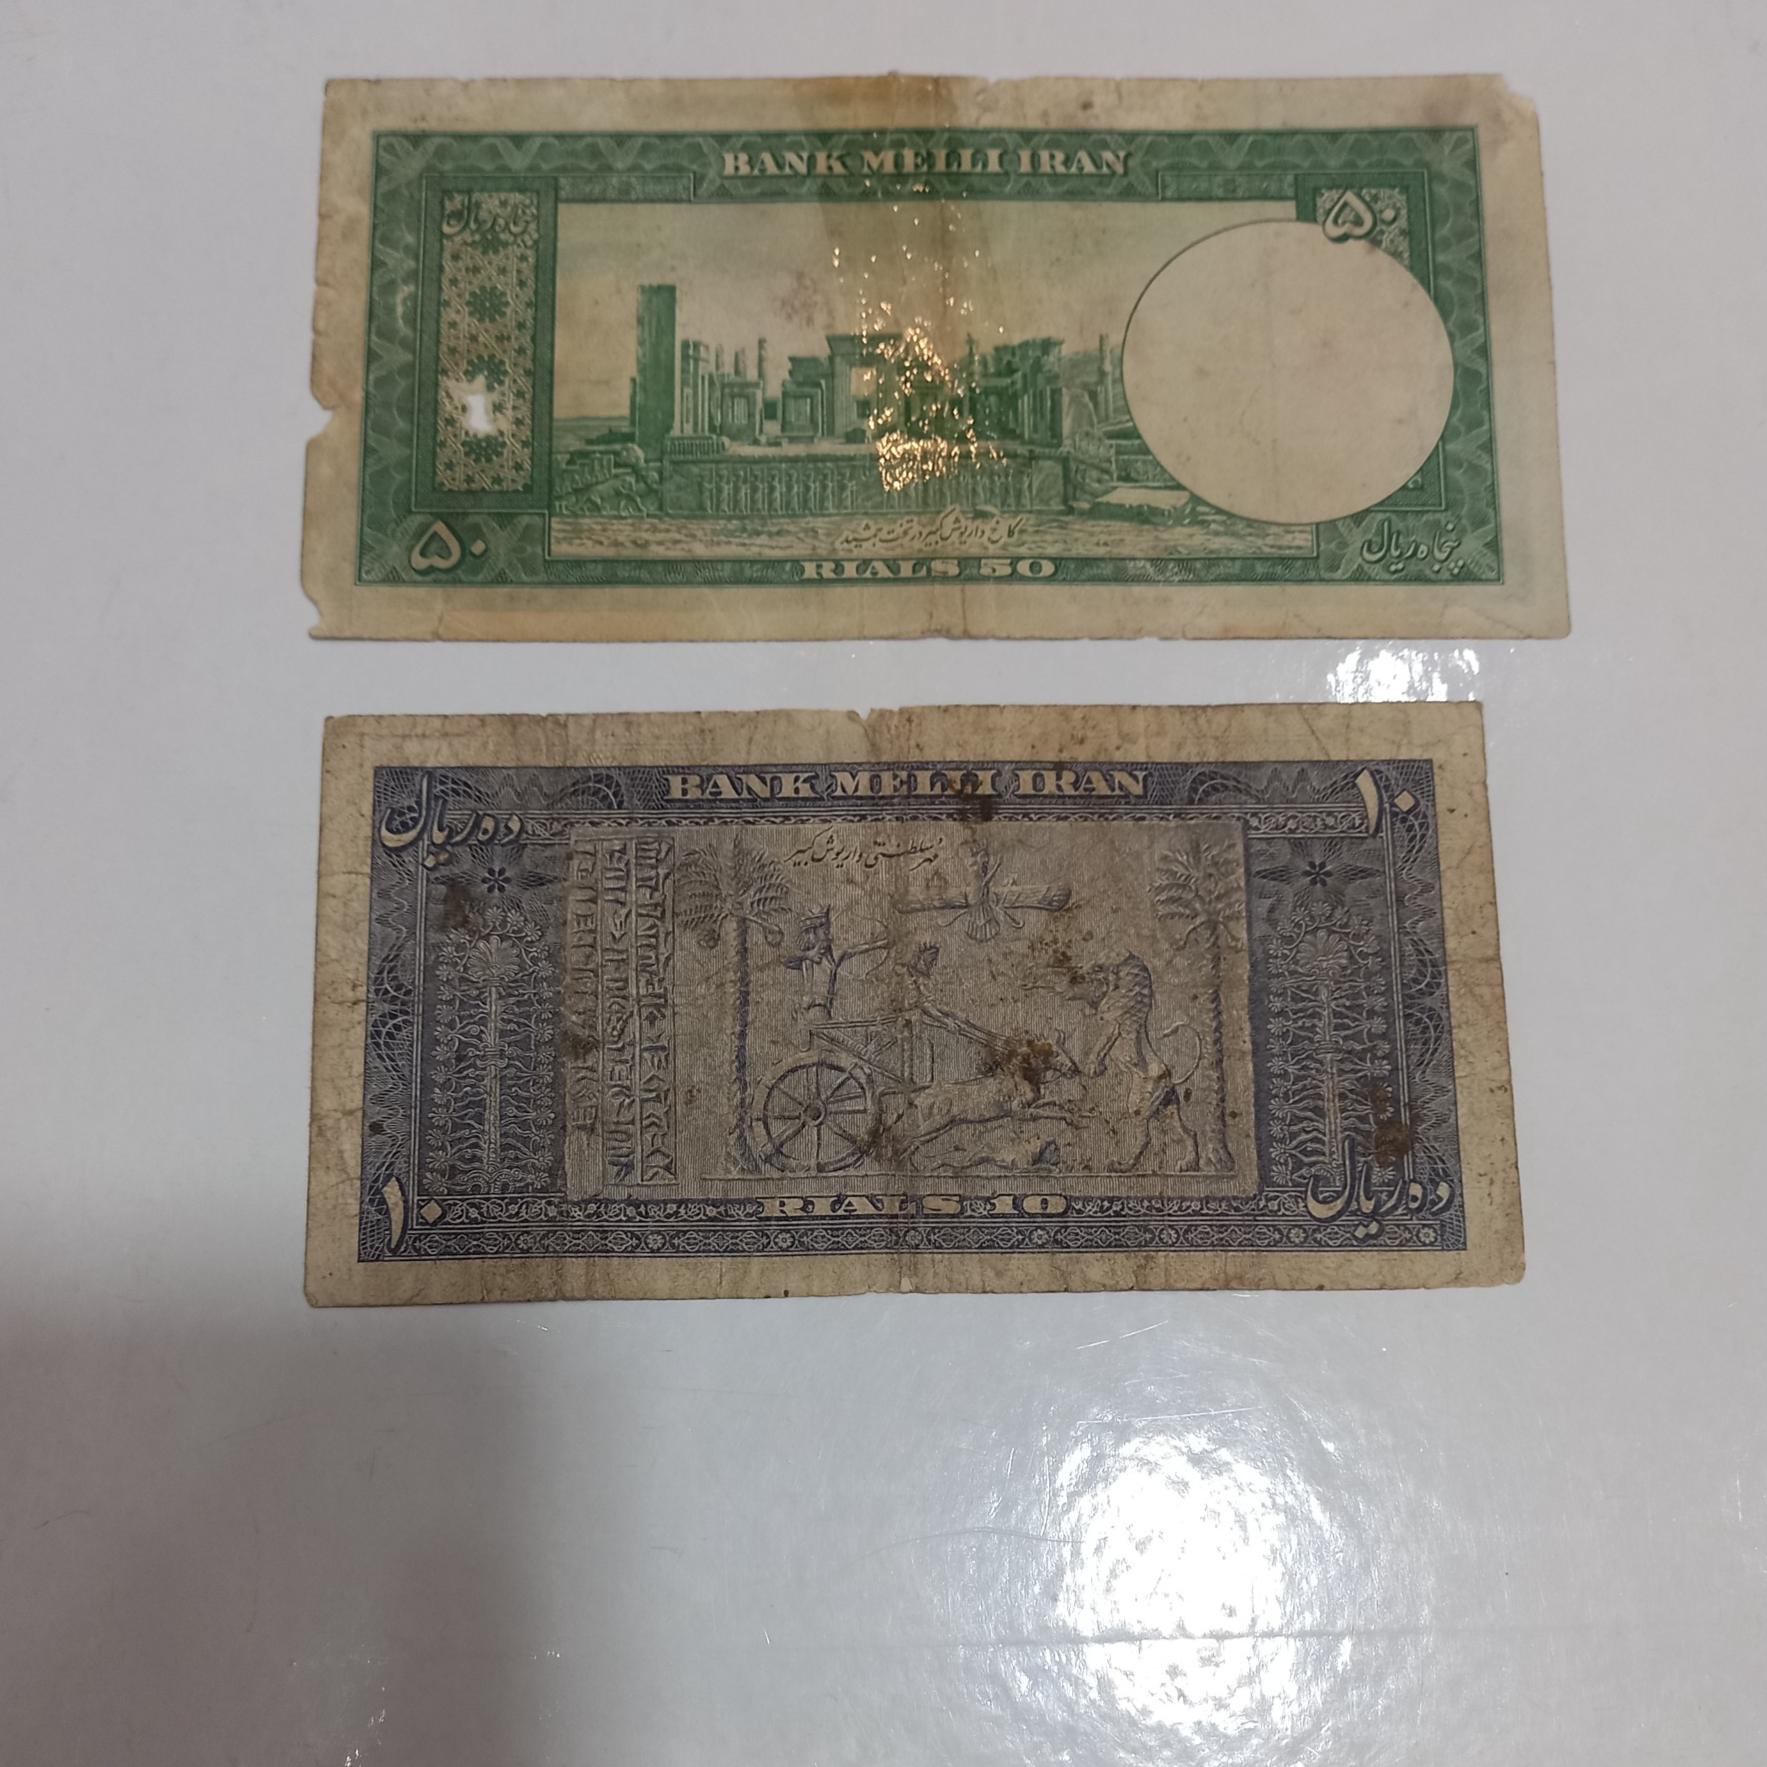 BANK MELLI IRAN
پنجاه ریال
۵۰
کاخ داریوش کبیر در تخت جمشید
۵۰
RIALS 50
پنجاه ریال
BANK MELLI IRAN
ده ریال
۱۰
مهر سلطنتی داریوش کبیر
۱۰
RIALS 10
ده ریال